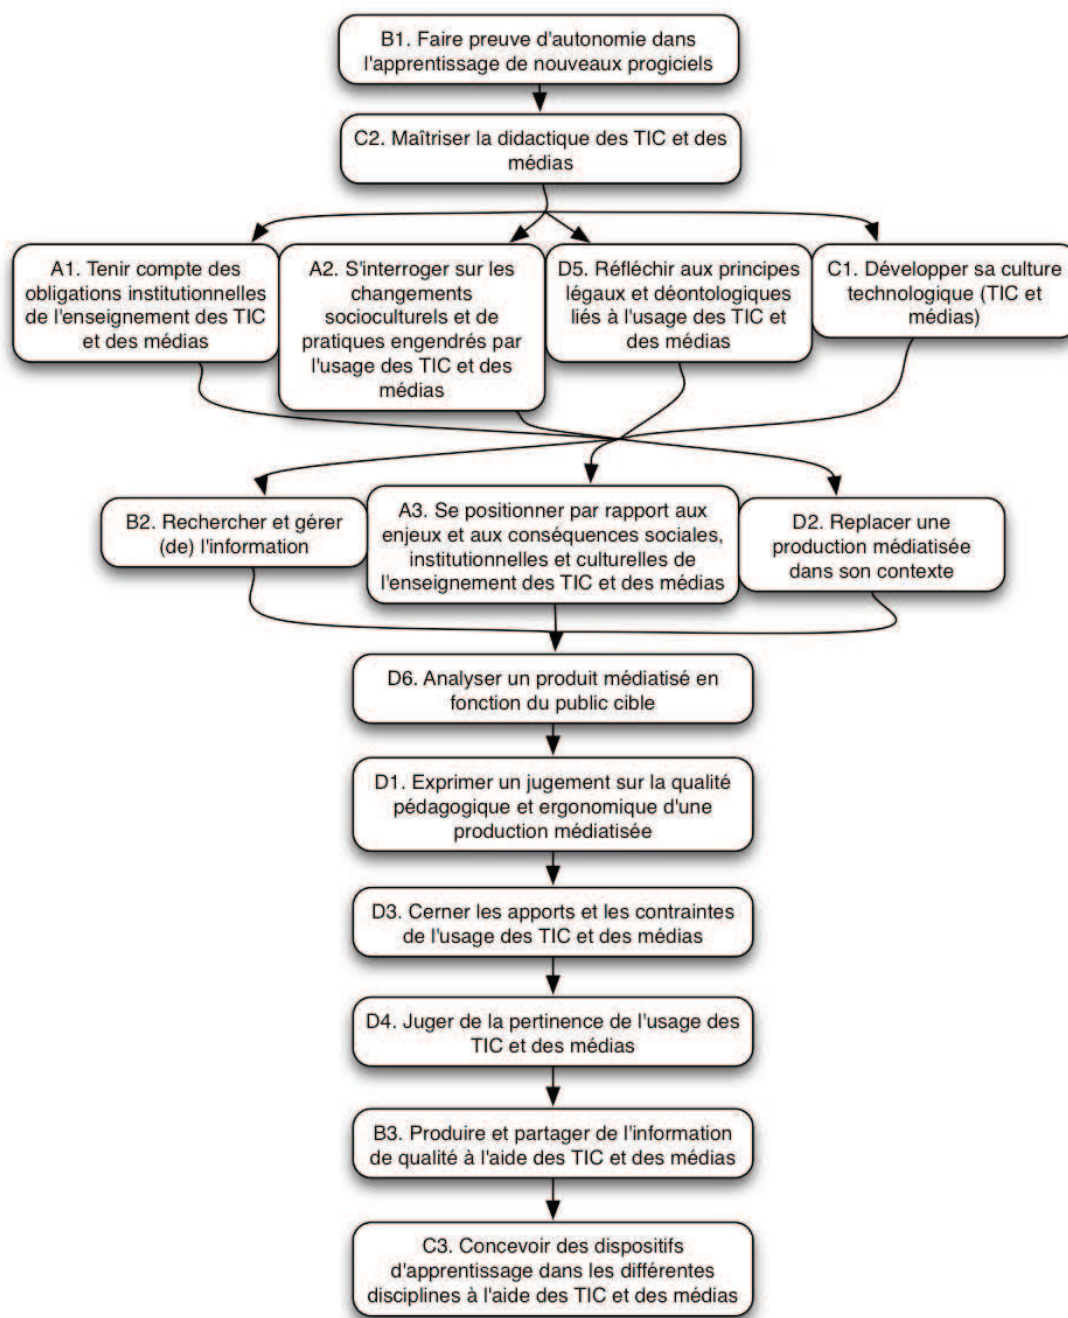 B1. Faire preuve d'autonomie dans
l'apprentissage de nouveaux progiciels
C2. Maîtriser la didactique des TIC et des
médias
A1. Tenir compte des
obligations institutionnelles
de l'enseignement des TIC
et des médias
A2. S'interroger sur les
changements
socioculturels et de
pratiques engendrés par
l'usage des TIC et des
médias
D5. Réfléchir aux principes
légaux et déontologiques
liés à l'usage des TIC et
des médias
C1. Développer sa culture
technologique (TIC et
médias)
B2. Rechercher et gérer
(de) l'information
A3. Se positionner par rapport aux
enjeux et aux conséquences sociales,
institutionnelles et culturelles de
l'enseignement des TIC et des médias
D2. Replacer une
production médiatisée
dans son contexte
D6. Analyser un produit médiatisé en
fonction du public cible
D1. Exprimer un jugement sur la qualité
pédagogique et ergonomique d'une
production médiatisée
D3. Cerner les apports et les contraintes
de l'usage des TIC et des médias
D4. Juger de la pertinence de l'usage des
TIC et des médias
B3. Produire et partager de l'information
de qualité à l'aide des TIC et des médias
C3. Concevoir des dispositifs
d'apprentissage dans les différentes
disciplines à l'aide des TIC et des médias